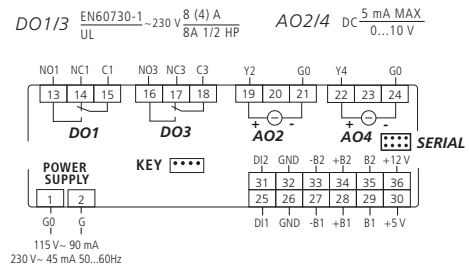 DO1/3 EN60730-1 ~230 V 8 (4) A AO2/4 DC 5 mA MAX
UL 8A 1/2 HP 0...10 V
NO1 NC1 C1 NO3 NC3 C3 Y2 G0 Y4 G0
13 14 15 16 17 18 19 20 21 22 23 24
+ - + -
DO1 DO3 AO2 AO4 SERIAL
POWER SUPPLY KEY DI2 GND -B2 +B2 B2 +12 V
31 32 33 34 35 36
1 2 25 26 27 28 29 30
G0 G DI1 GND -B1 +B1 B1 +5 V
115 V~ 90 mA
230 V~ 45 mA 50...60Hz